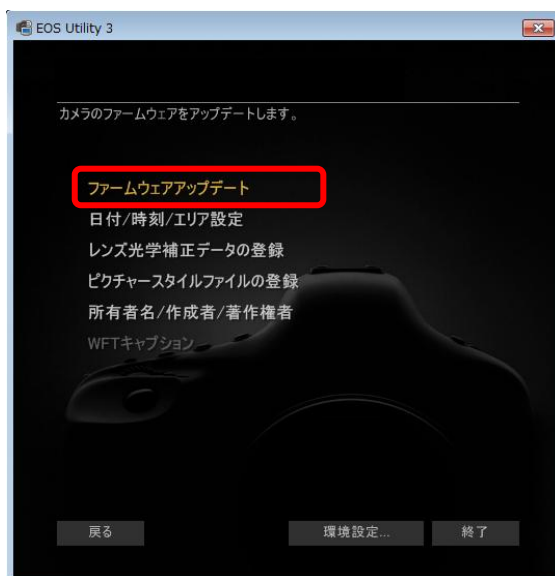 EOS Utility 3
カメラのファームウェアをアップデートします。
ファームウェアアップデート
日付/時刻/エリア設定
レンズ光学補正データの登録
ピクチャースタイルファイルの登録
所有者名/作成者/著作権者
WFTキャプション
戻る 環境設定... 終了